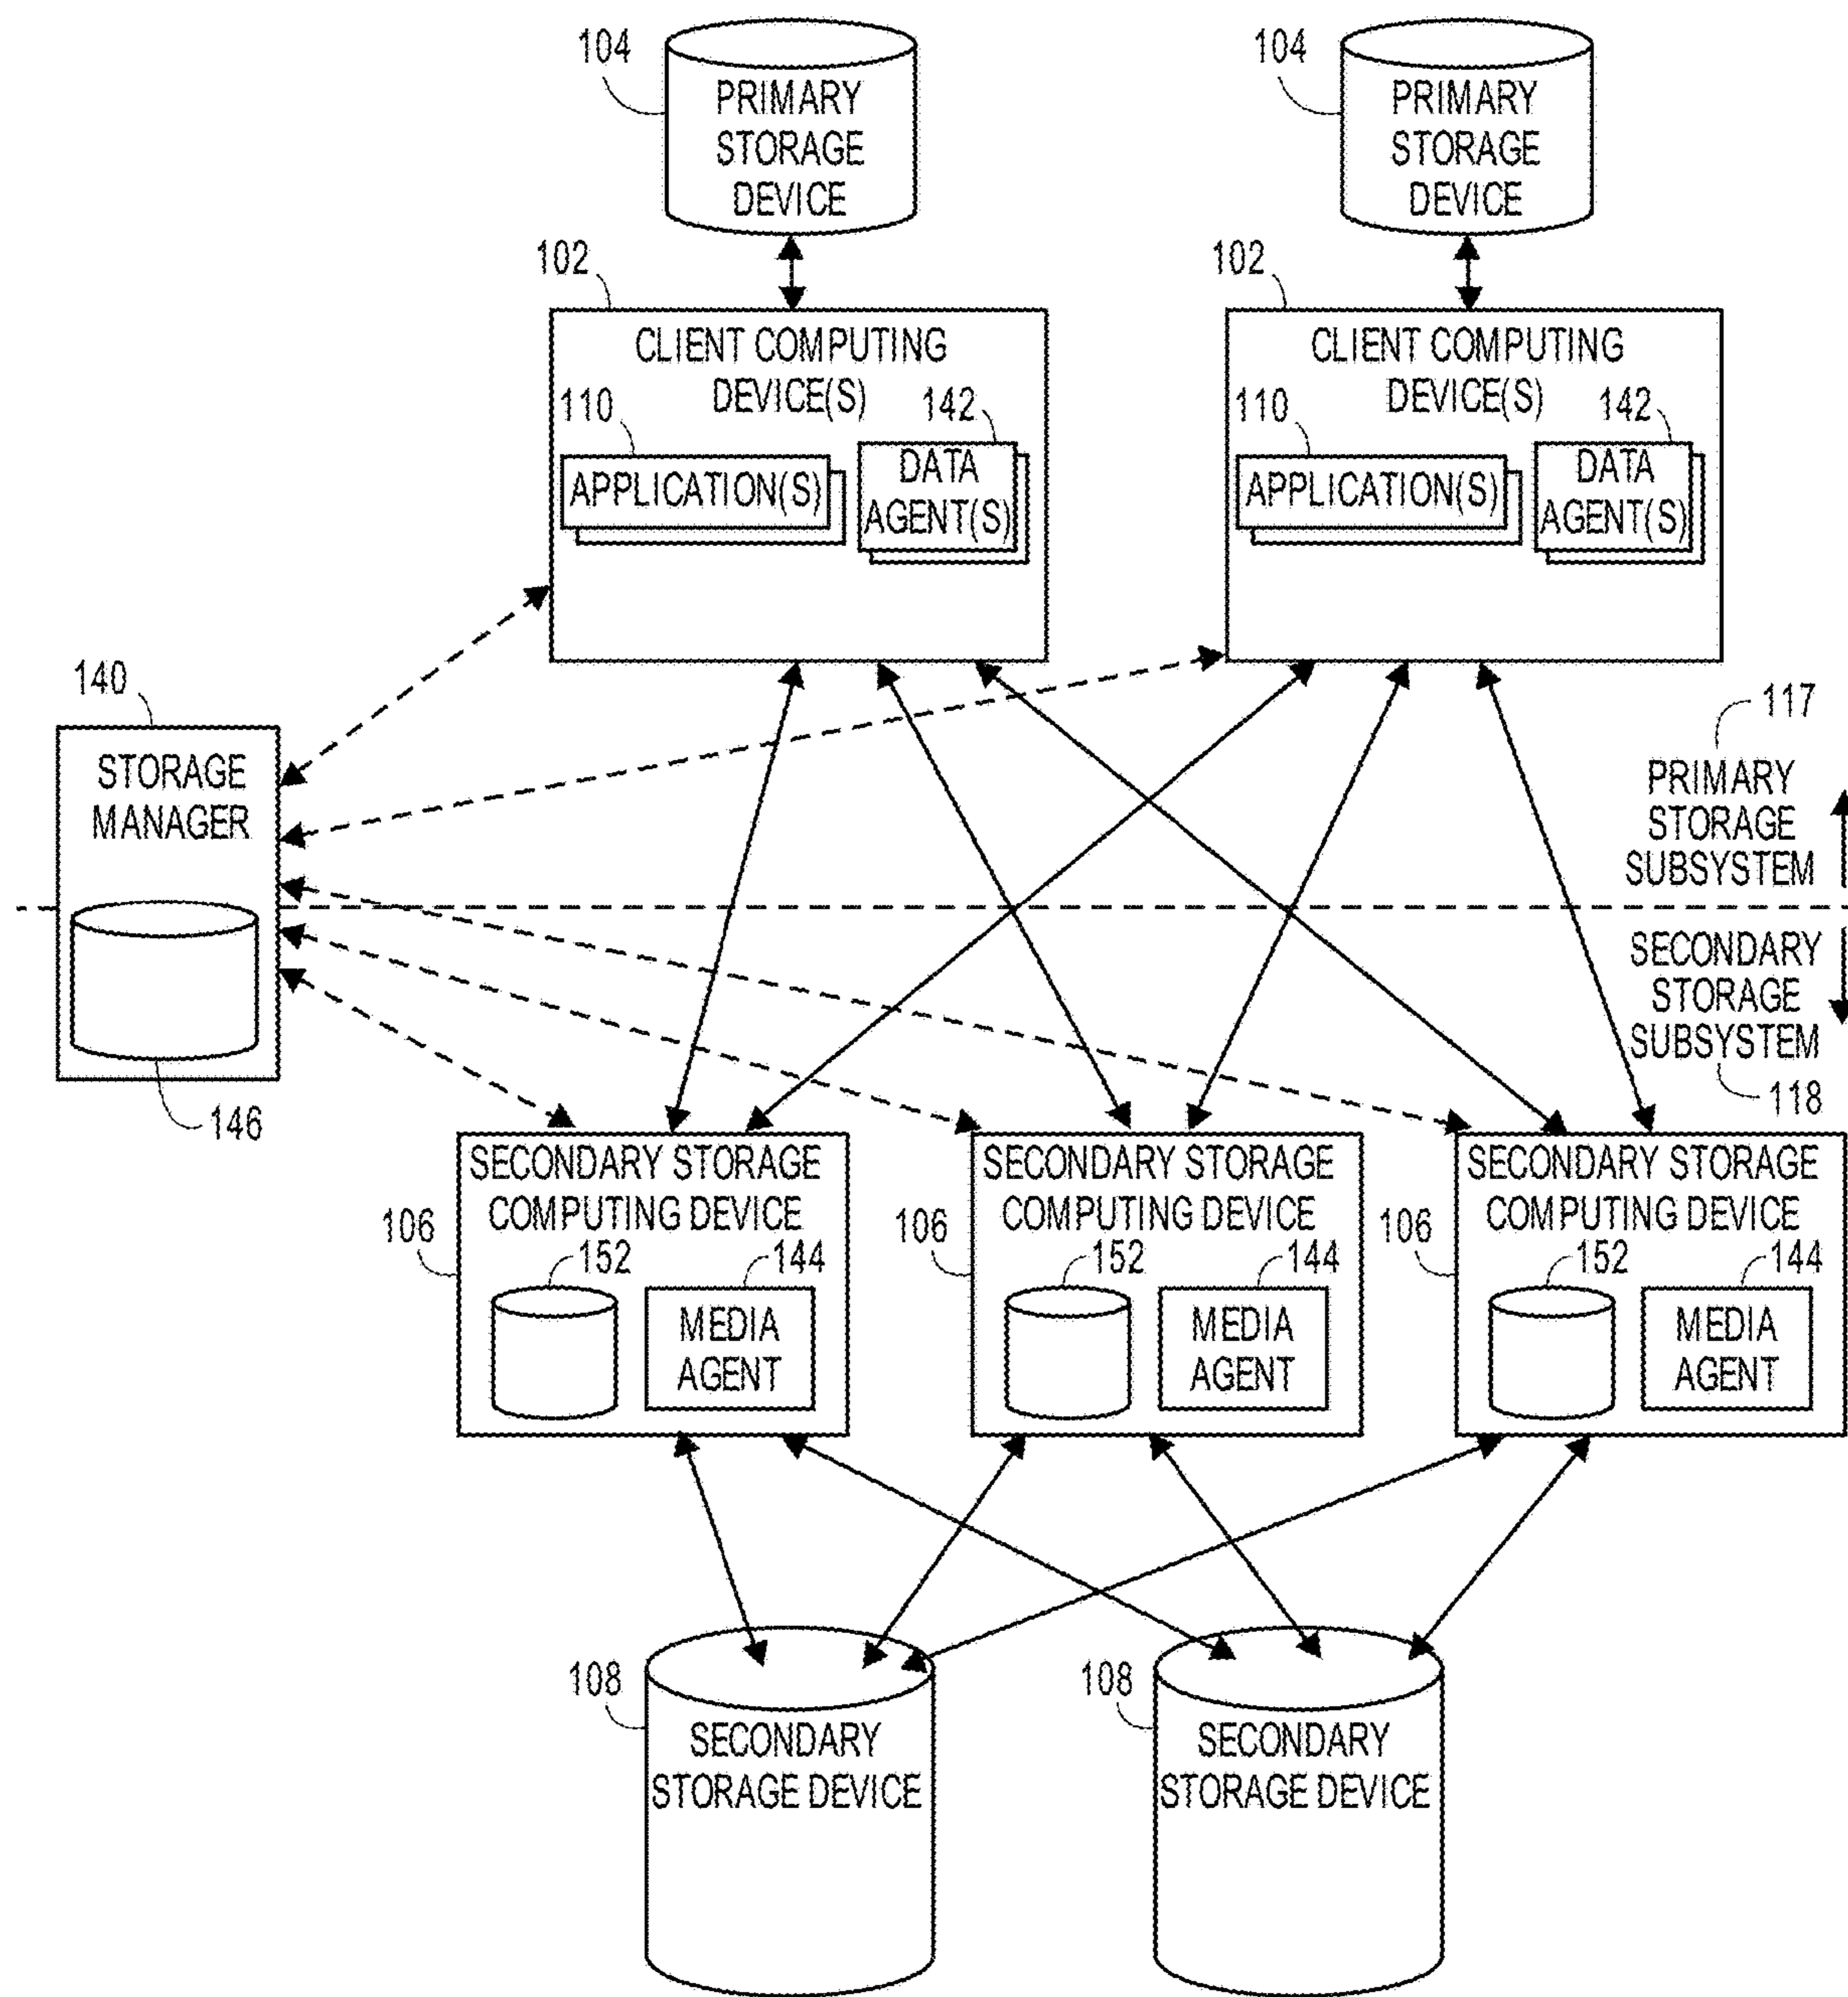 104
PRIMARY
STORAGE
DEVICE
104
PRIMARY
STORAGE
DEVICE
102
CLIENT COMPUTING
DEVICE(S)
110
142
APPLICATION(S)
DATA
AGENT(S)
102
CLIENT COMPUTING
DEVICE(S)
110
142
APPLICATION(S)
DATA
AGENT(S)
140
STORAGE
MANAGER
146
117
PRIMARY
STORAGE
SUBSYSTEM
SECONDARY
STORAGE
SUBSYSTEM
118
106
SECONDARY STORAGE
COMPUTING DEVICE
152
144
MEDIA
AGENT
106
SECONDARY STORAGE
COMPUTING DEVICE
152
144
MEDIA
AGENT
106
SECONDARY STORAGE
COMPUTING DEVICE
152
144
MEDIA
AGENT
108
SECONDARY
STORAGE DEVICE
108
SECONDARY
STORAGE DEVICE